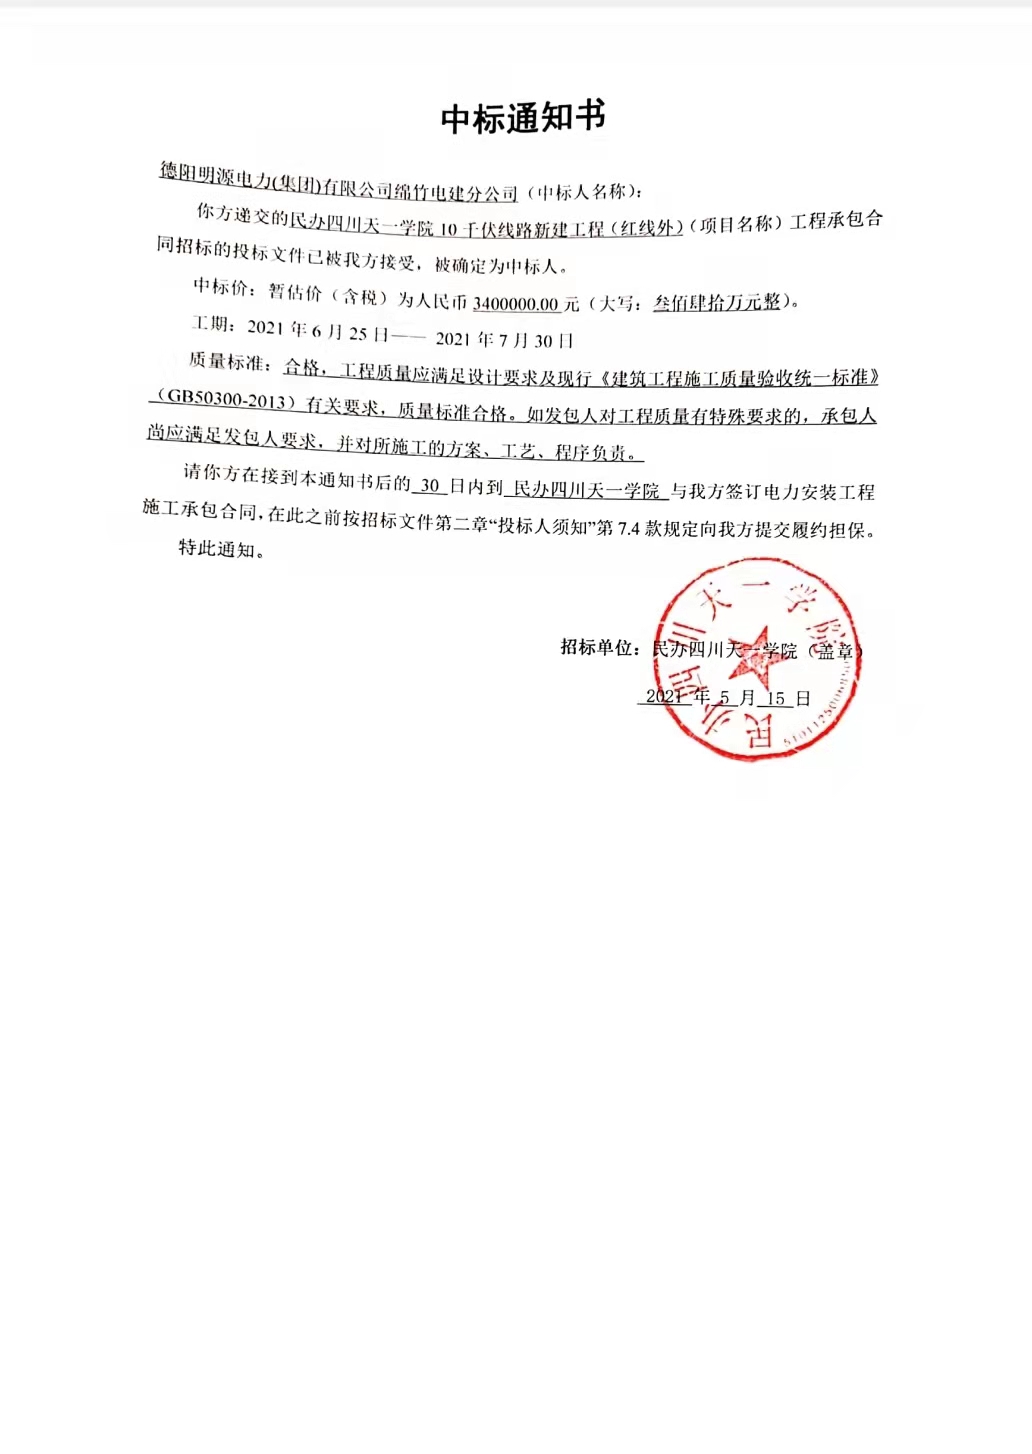 中标通知书
德阳明源电力(集团)有限公司绵竹电建分公司（中标人名称）：
你方递交的民办四川天一学院 10 千伏线路新建工程（红线外）（项目名称）工程承包合
同招标的投标文件已被我方接受，被确定为中标人。
中标价：暂估价（含税）为人民币 3400000.00 元（大写：叁佰肆拾万元整）。
工期：2021 年 6 月 25 日—— 2021 年 7 月 30 日
质量标准：合格，工程质量应满足设计要求及现行《建筑工程施工质量验收统一标准》
（GB50300-2013）有关要求，质量标准合格。如发包人对工程质量有特殊要求的，承包人
尚应满足发包人要求，并对所施工的方案、工艺、程序负责。
请你方在接到本通知书后的 30 日内到 民办四川天一学院 与我方签订电力安装工程
施工承包合同，在此之前按招标文件第二章“投标人须知”第 7.4 款规定向我方提交履约担保。
特此通知。
招标单位：民办四川天一学院（盖章）
2021 年 5 月 15 日
民办四川天一学院